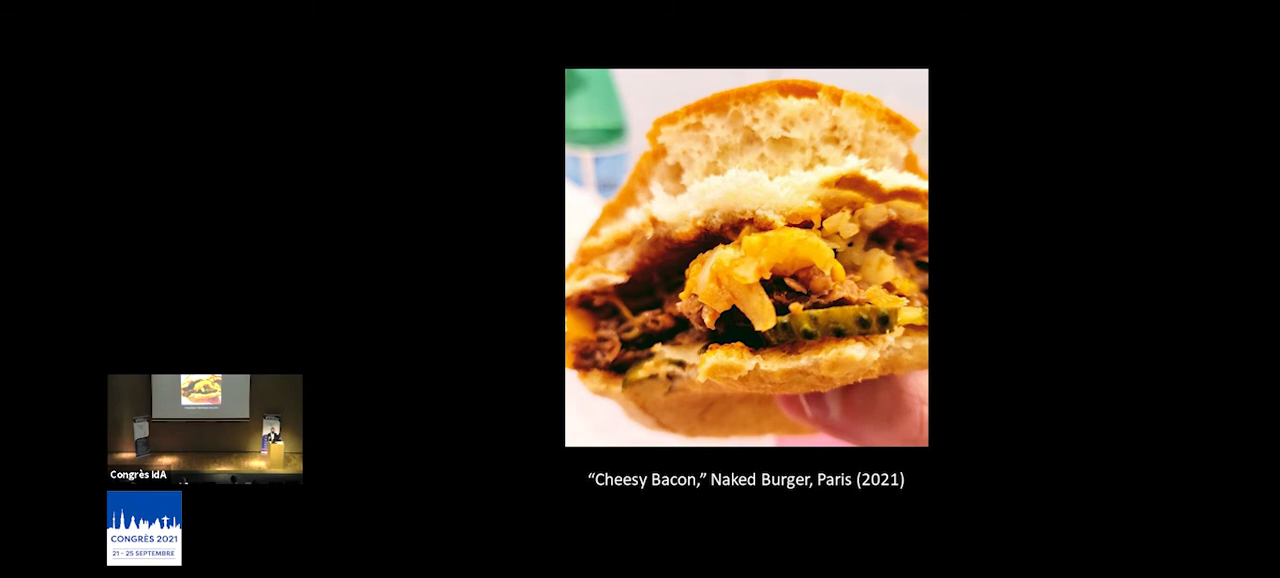 “Cheesy Bacon,” Naked Burger, Paris (2021)
Congrès IdA
CONGRÈS 2021
21 - 25 SEPTEMBRE